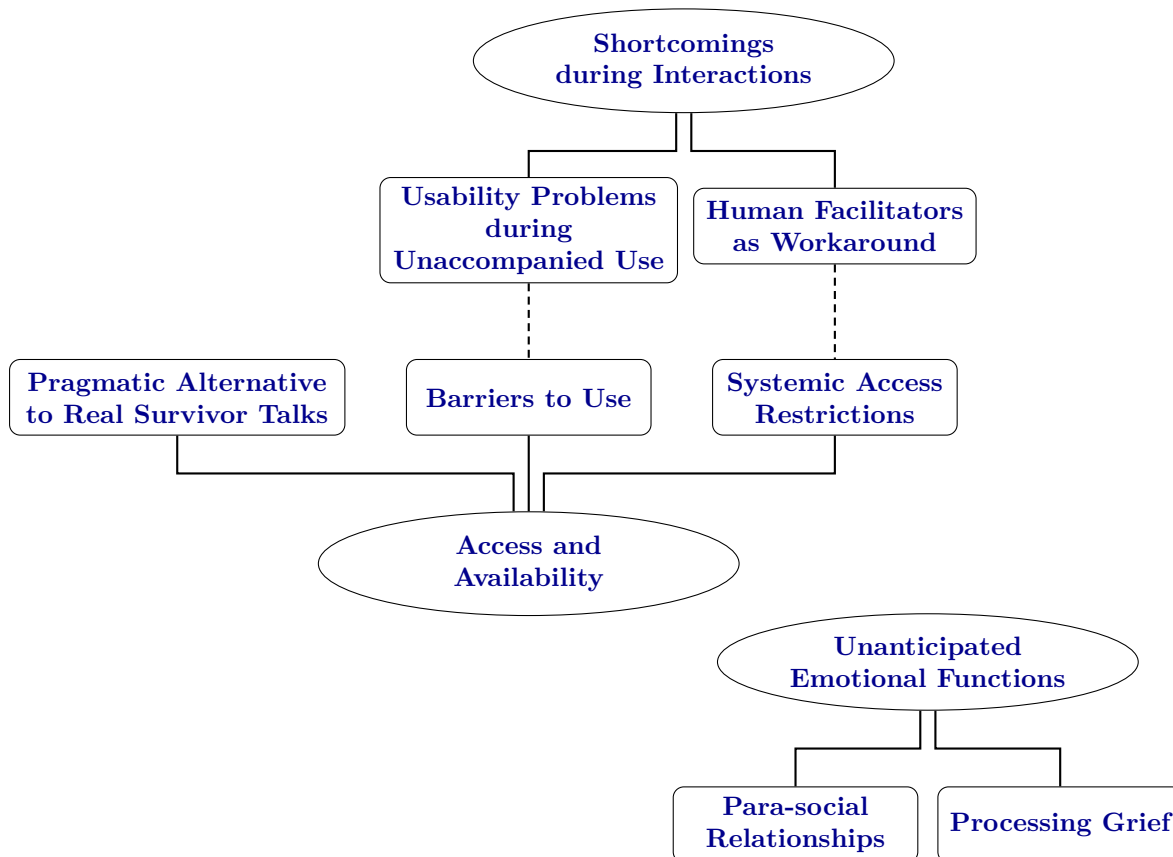 Shortcomings
during Interactions
Usability Problems
during
Unaccompanied Use
Human Facilitators
as Workaround
Pragmatic Alternative
to Real Survivor Talks
Barriers to Use
Systemic Access
Restrictions
Access and
Availability
Unanticipated
Emotional Functions
Para-social
Relationships
Processing Grief